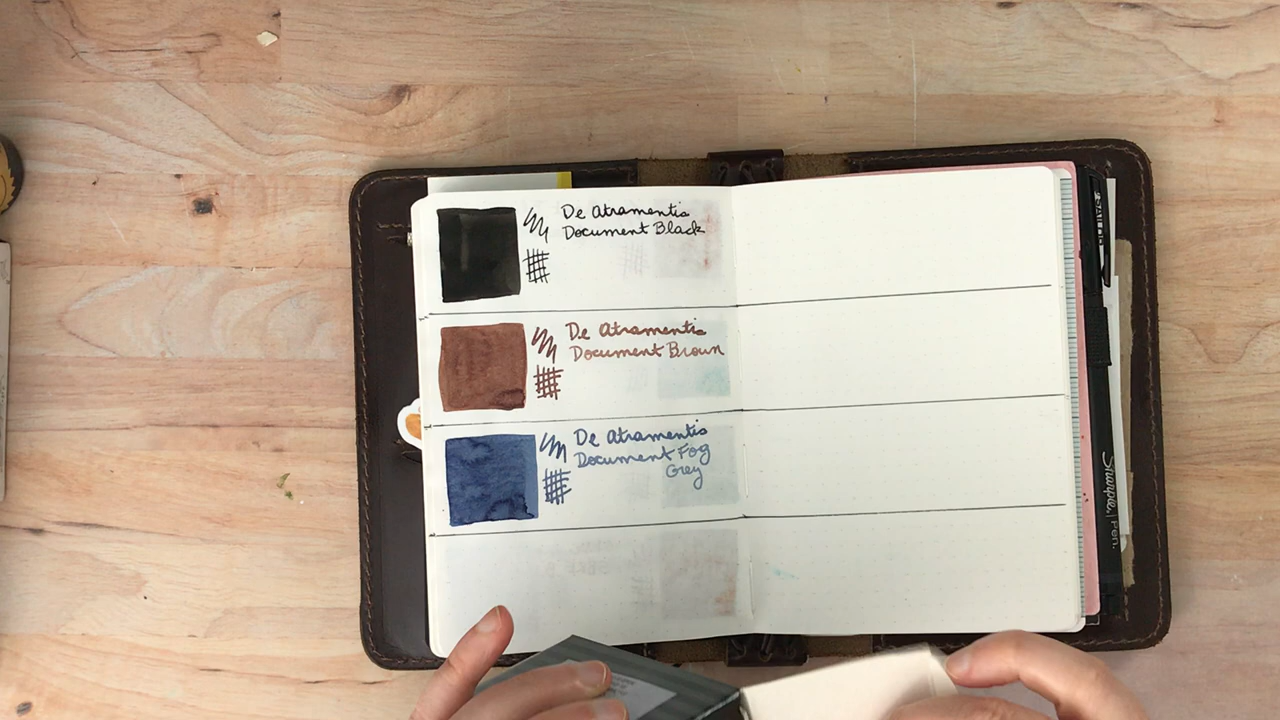 De Atramentis
Document Black
De Atramentis
Document Brown
De Atramentis
Document Fog
Grey
Sharpie. Pen.